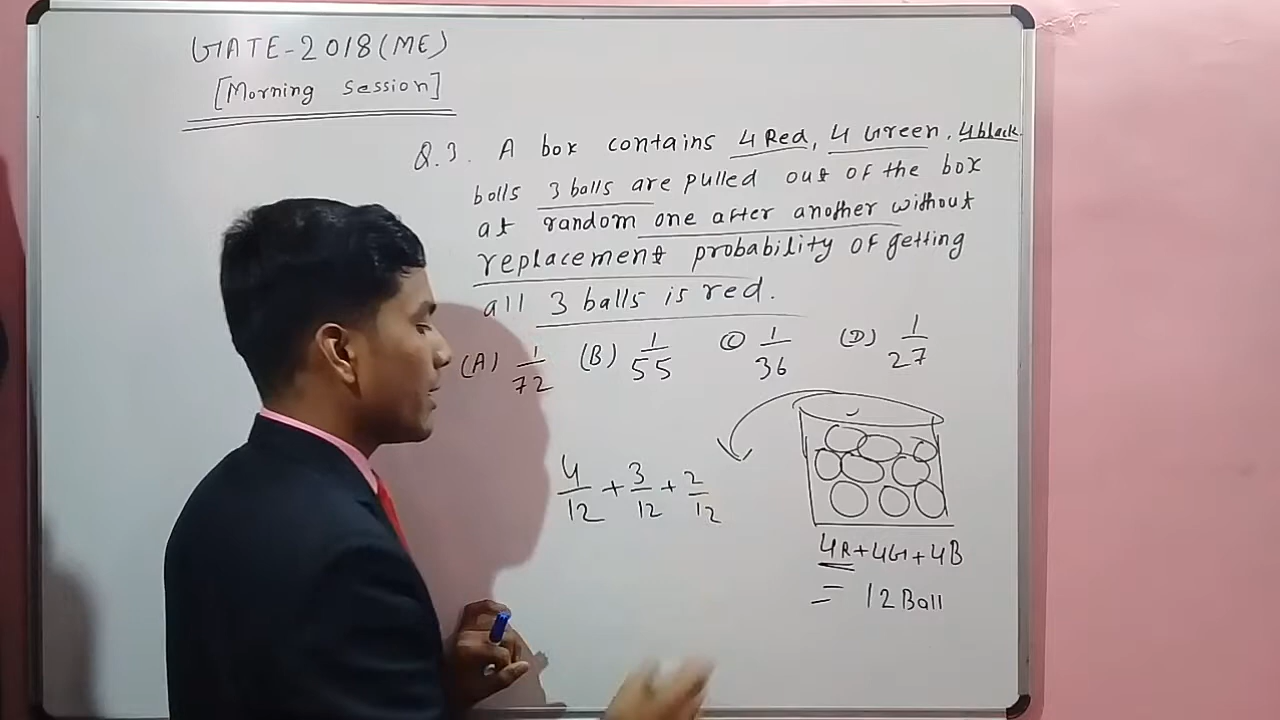 GATE-2018(ME)
[Morning Session]
Q.3. A box contains 4 Red, 4 Green, 4 black
bolls 3 balls are pulled out of the box
at random one after another without
replacement probability of getting
all 3 balls is red.
(A) 1/72 (B) 1/55 (C) 1/36 (D) 1/27
4/12 + 3/12 + 2/12
4R+4G+4B
= 12 Ball